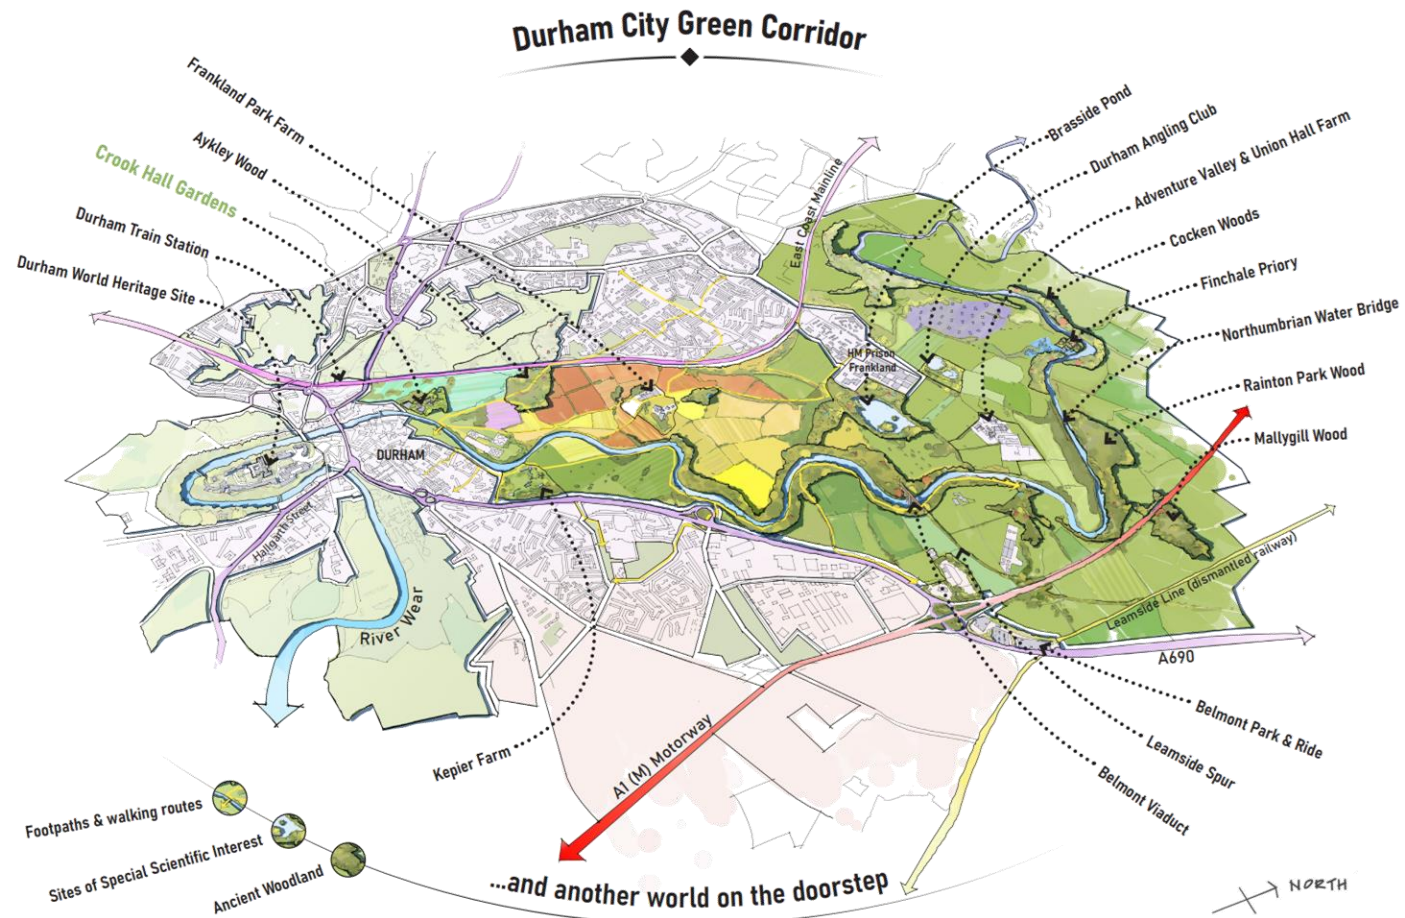 Durham City Green Corridor
Frankland Park Farm
Aykley Wood
Crook Hall Gardens
Durham Train Station
Durham World Heritage Site
Brasside Pond
Durham Angling Club
Adventure Valley & Union Hall Farm
Cocken Woods
Finchale Priory
Northumbrian Water Bridge
Rainton Park Wood
Mallygill Wood
East Coast Mainline
HM Prison
Frankland
DURHAM
Hallgarth Street
River Wear
Leamside Line (dismantled railway)
A690
A1 (M) Motorway
Kepier Farm
Belmont Park & Ride
Leamside Spur
Belmont Viaduct
Footpaths & walking routes
Sites of Special Scientific Interest
Ancient Woodland
...and another world on the doorstep
NORTH